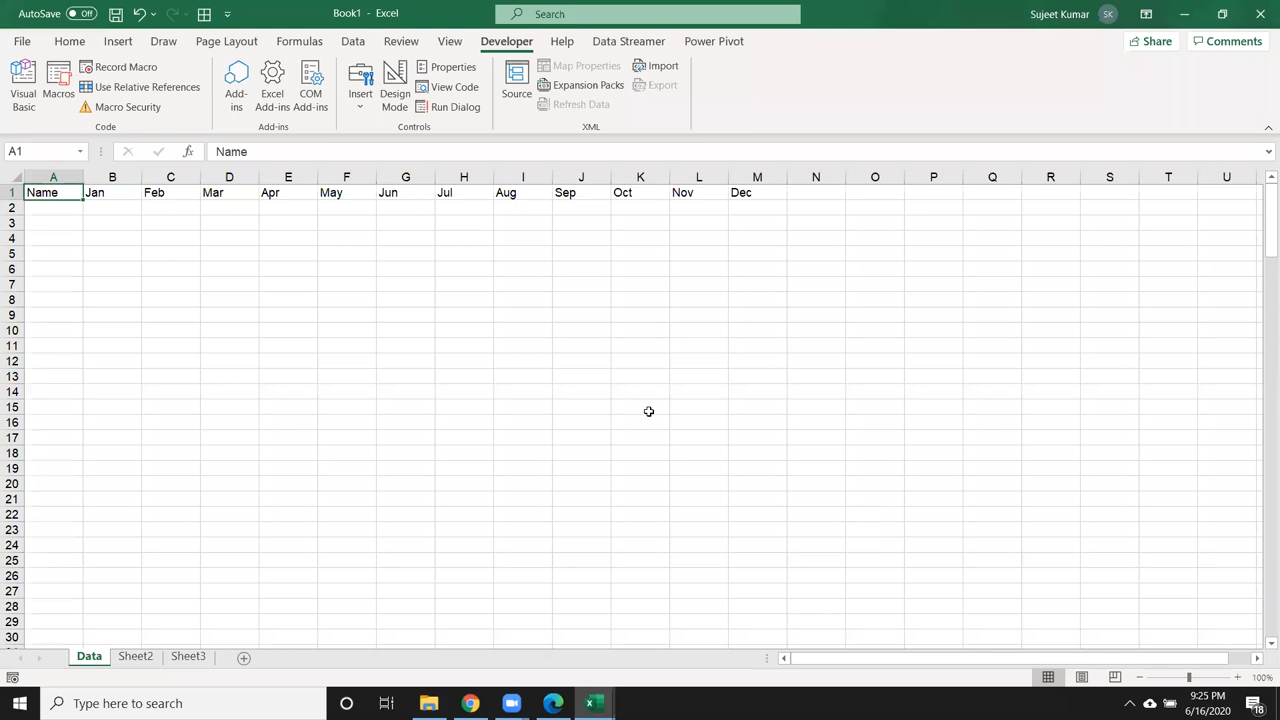 AutoSave Off Book1 - Excel Search Sujeet Kumar SK
File Home Insert Draw Page Layout Formulas Data Review View Developer Help Data Streamer Power Pivot Share Comments
Visual Basic
Macros
Record Macro
Use Relative References
Macro Security
Code
Add-ins
Excel Add-ins
COM Add-ins
Add-ins
Insert
Design Mode
Properties
View Code
Run Dialog
Controls
Source
Map Properties
Expansion Packs
Refresh Data
Import
Export
XML
A1 fx Name
A B C D E F G H I J K L M N O P Q R S T U
1 Name Jan Feb Mar Apr May Jun Jul Aug Sep Oct Nov Dec
2
3
4
5
6
7
8
9
10
11
12
13
14
15
16
17
18
19
20
21
22
23
24
25
26
27
28
29
30
Data Sheet2 Sheet3
100%
Type here to search
9:25 PM
6/16/2020
18